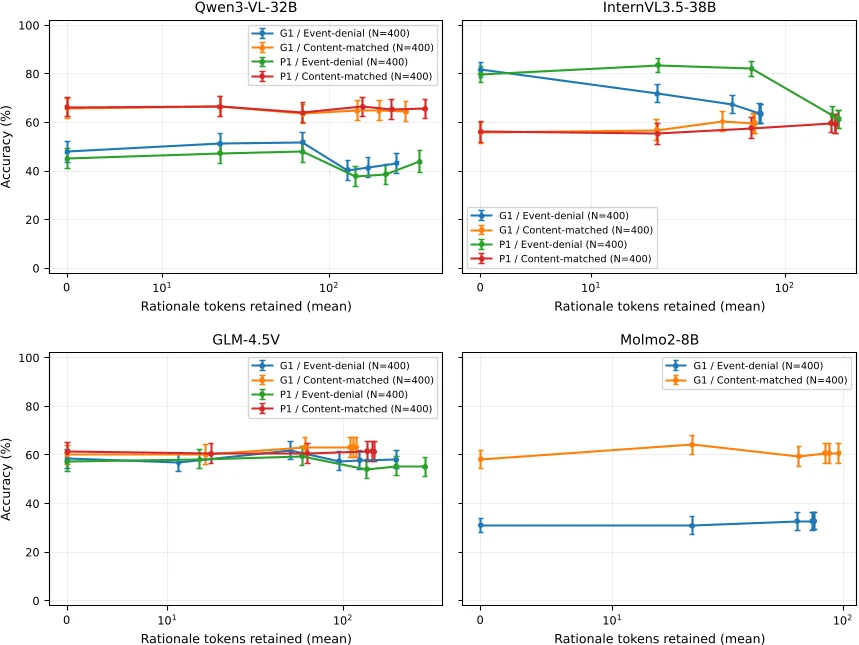 Qwen3-VL-32B
100
80
60
40
20
0
Accuracy (%)
G1 / Event-denial (N=400)
G1 / Content-matched (N=400)
P1 / Event-denial (N=400)
P1 / Content-matched (N=400)
0 10¹ 10²
Rationale tokens retained (mean)
InternVL3.5-38B
G1 / Event-denial (N=400)
G1 / Content-matched (N=400)
P1 / Event-denial (N=400)
P1 / Content-matched (N=400)
0 10¹ 10²
Rationale tokens retained (mean)
GLM-4.5V
100
80
60
40
20
0
Accuracy (%)
G1 / Event-denial (N=400)
G1 / Content-matched (N=400)
P1 / Event-denial (N=400)
P1 / Content-matched (N=400)
0 10¹ 10²
Rationale tokens retained (mean)
Molmo2-8B
G1 / Event-denial (N=400)
G1 / Content-matched (N=400)
0 10¹ 10²
Rationale tokens retained (mean)